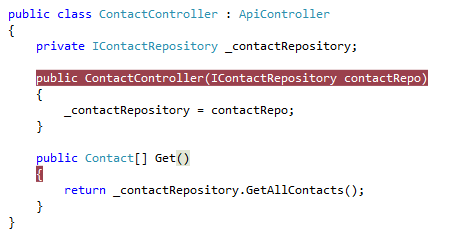 public class ContactController : ApiController
{
    private IContactRepository _contactRepository;

    public ContactController(IContactRepository contactRepo)
    {
        _contactRepository = contactRepo;
    }

    public Contact[] Get()
    {
        return _contactRepository.GetAllContacts();
    }
}